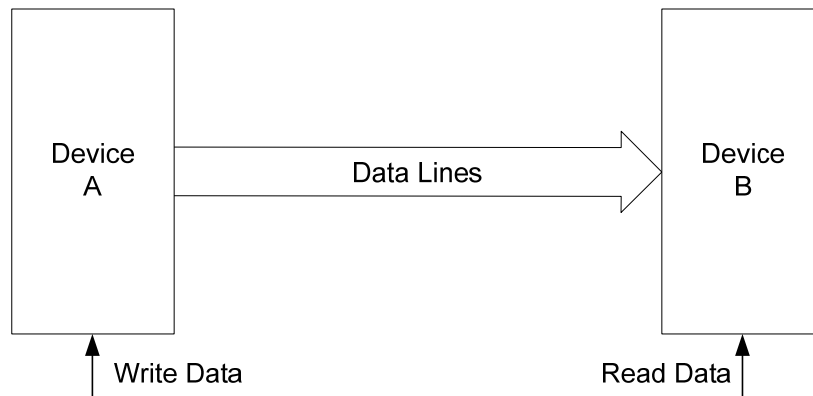 Device
A
Data Lines
Device
B
Write Data
Read Data